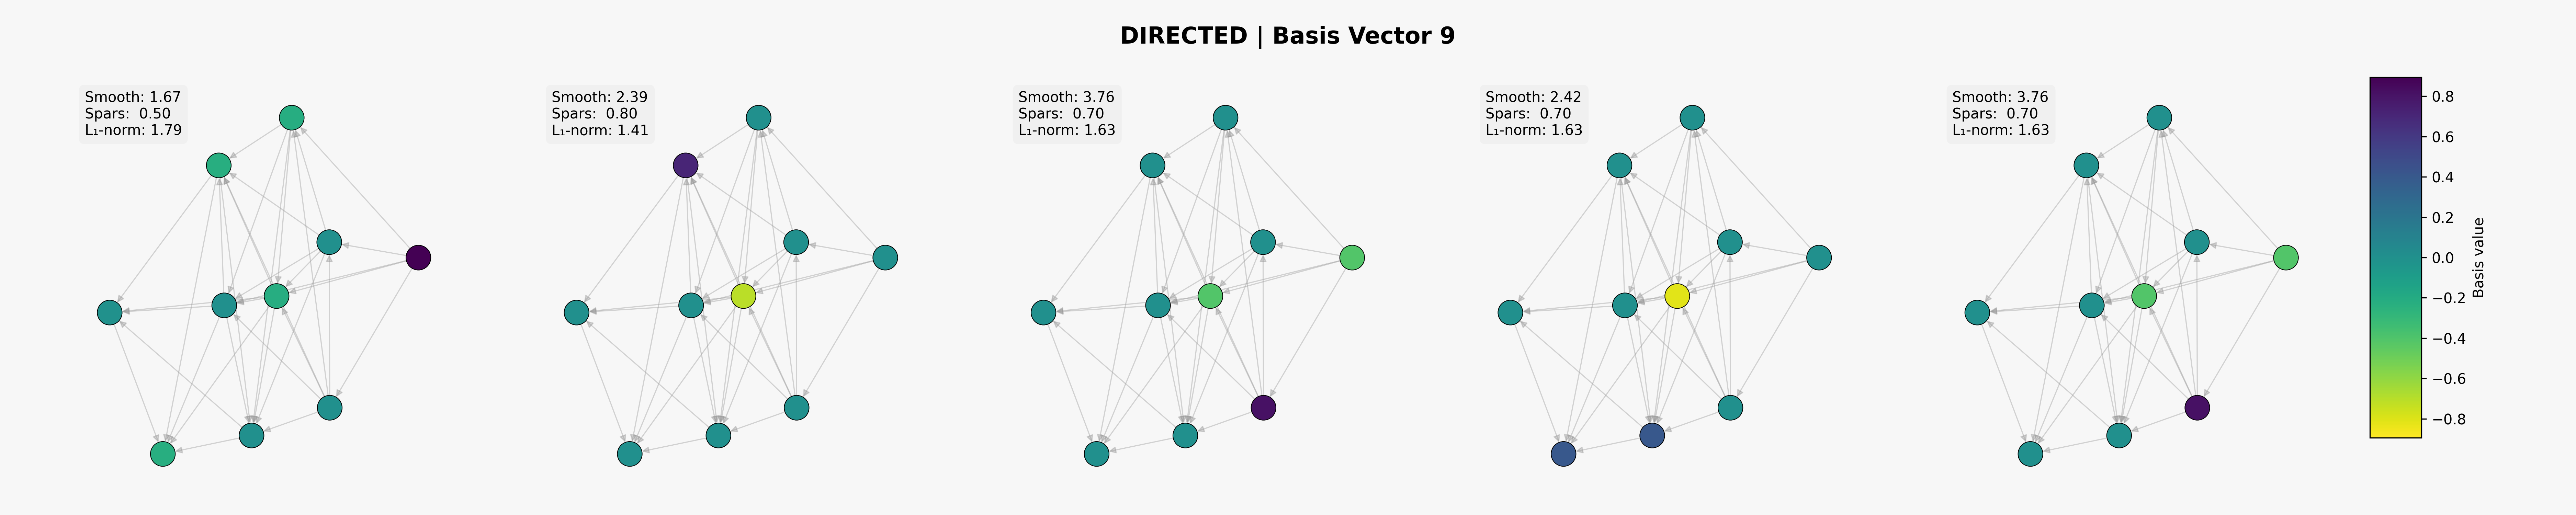 DIRECTED | Basis Vector 9
Smooth: 1.67
Spars:  0.50
L₁-norm: 1.79
Smooth: 2.39
Spars:  0.80
L₁-norm: 1.41
Smooth: 3.76
Spars:  0.70
L₁-norm: 1.63
Smooth: 2.42
Spars:  0.70
L₁-norm: 1.63
Smooth: 3.76
Spars:  0.70
L₁-norm: 1.63
0.8
0.6
0.4
0.2
0.0
−0.2
−0.4
−0.6
−0.8
Basis value